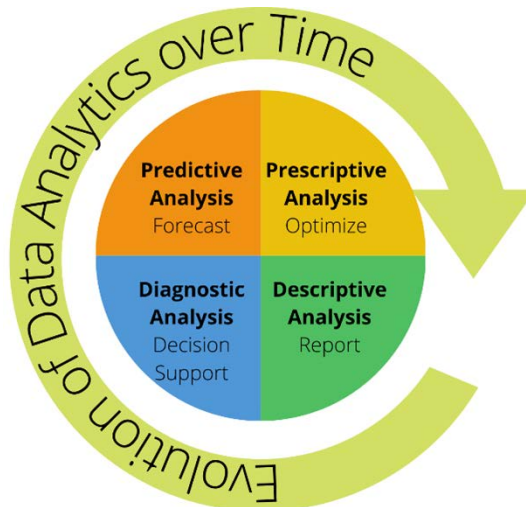 Evolution of Data Analytics over Time
Predictive
Analysis
Forecast
Prescriptive
Analysis
Optimize
Diagnostic
Analysis
Decision
Support
Descriptive
Analysis
Report